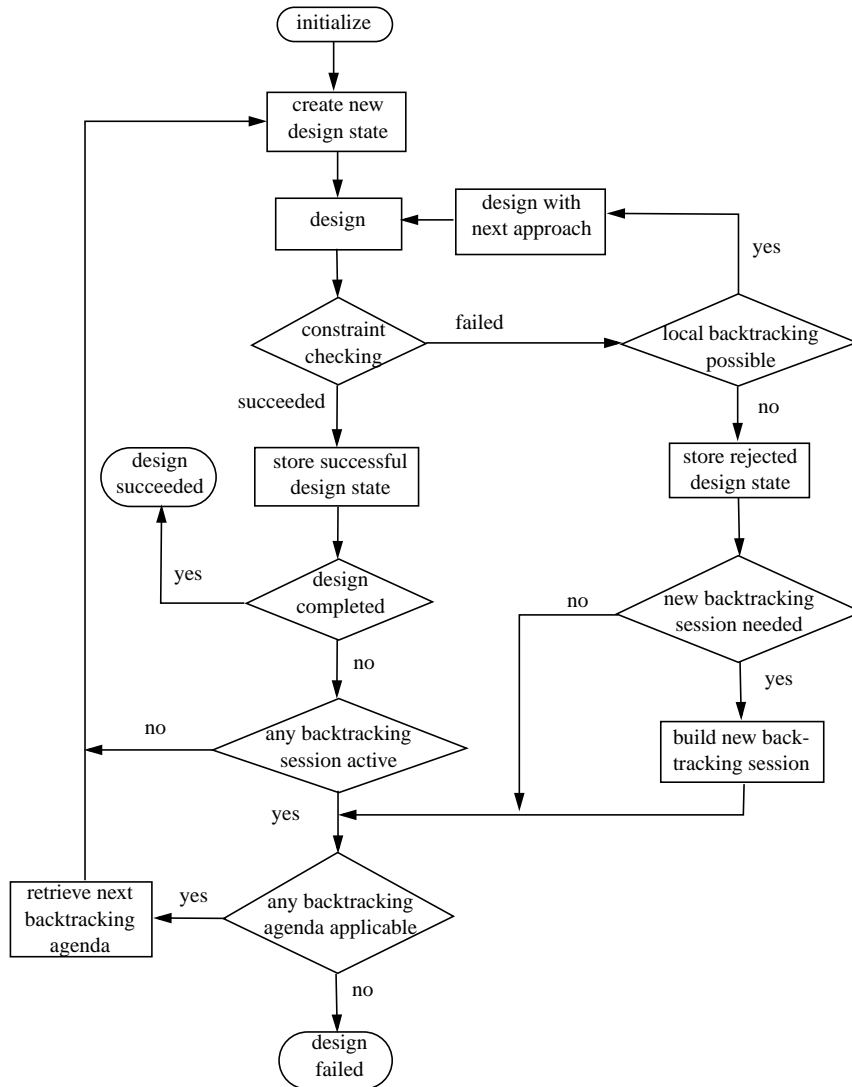 initialize
create new
design state
design
design with
next approach
yes
constraint
checking
failed
local backtracking
possible
succeeded
no
design
succeeded
store successful
design state
store rejected
design state
yes
design
completed
no
new backtracking
session needed
no
yes
no
any backtracking
session active
build new back-
tracking session
yes
retrieve next
backtracking
agenda
yes
any backtracking
agenda applicable
no
design
failed